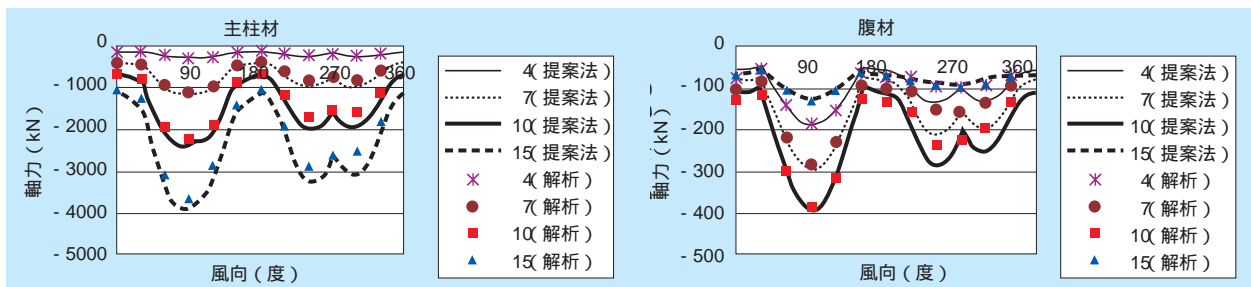 主柱材
0
- 1000
- 2000
- 3000
- 4000
- 5000
90
180
270
360
軸力（kN）
風向（度）
4( 提案法）
7( 提案法）
10( 提案法）
15( 提案法）
4( 解析）
7( 解析）
10( 解析）
15( 解析）
腹材
0
- 100
- 200
- 300
- 400
- 500
90
180
270
360
軸力（kN）
風向（度）
4( 提案法）
7( 提案法）
10( 提案法）
15( 提案法）
4( 解析）
7( 解析）
10( 解析）
15( 解析）